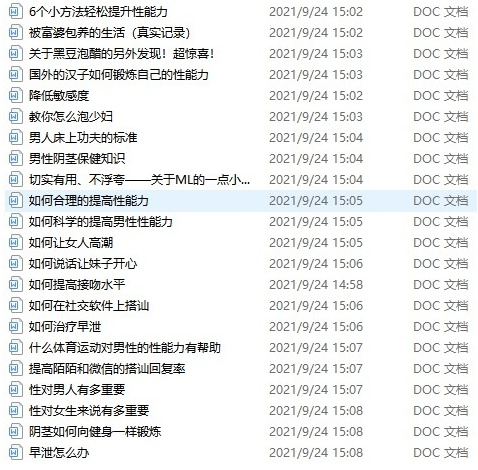 6个小方法轻松提升性能力 2021/9/24 15:02 DOC 文档
被富婆包养的生活（真实记录） 2021/9/24 15:02 DOC 文档
关于黑豆泡醋的另外发现！超惊喜！ 2021/9/24 15:03 DOC 文档
国外的汉子如何锻炼自己的性能力 2021/9/24 15:03 DOC 文档
降低敏感度 2021/9/24 15:02 DOC 文档
教你怎么泡少妇 2021/9/24 15:03 DOC 文档
男人床上功夫的标准 2021/9/24 15:04 DOC 文档
男性阴茎保健知识 2021/9/24 15:04 DOC 文档
切实有用、不浮夸——关于ML的一点小... 2021/9/24 15:04 DOC 文档
如何合理的提高性能力 2021/9/24 15:05 DOC 文档
如何科学的提高男性性能力 2021/9/24 15:05 DOC 文档
如何让女人高潮 2021/9/24 15:05 DOC 文档
如何说话让妹子开心 2021/9/24 15:06 DOC 文档
如何提高接吻水平 2021/9/24 14:58 DOC 文档
如何在社交软件上搭讪 2021/9/24 15:06 DOC 文档
如何治疗早泄 2021/9/24 15:06 DOC 文档
什么体育运动对男性的性能力有帮助 2021/9/24 15:07 DOC 文档
提高陌陌和微信的搭讪回复率 2021/9/24 15:07 DOC 文档
性对男人有多重要 2021/9/24 15:07 DOC 文档
性对女生来说有多重要 2021/9/24 15:08 DOC 文档
阴茎如何向健身一样锻炼 2021/9/24 15:08 DOC 文档
早泄怎么办 2021/9/24 15:08 DOC 文档